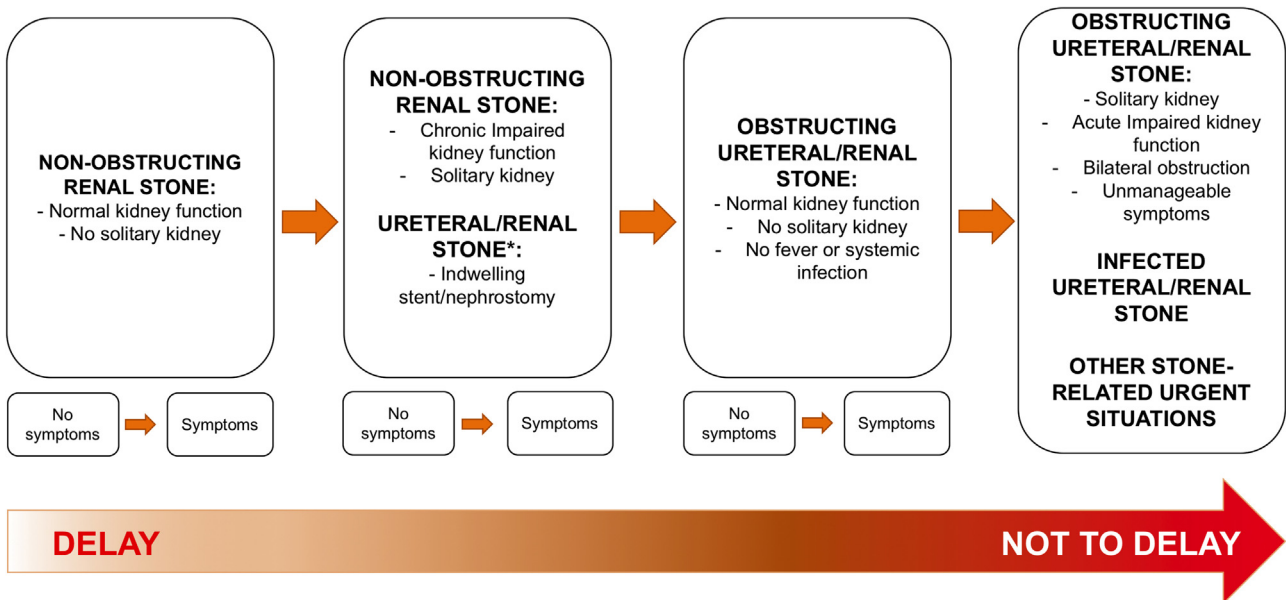 NON-OBSTRUCTING
RENAL STONE:
- Normal kidney function
- No solitary kidney
No
symptoms
Symptoms
NON-OBSTRUCTING
RENAL STONE:
- Chronic Impaired
kidney function
- Solitary kidney
URETERAL/RENAL
STONE*:
- Indwelling
stent/nephrostomy
No
symptoms
Symptoms
OBSTRUCTING
URETERAL/RENAL
STONE:
- Normal kidney function
- No solitary kidney
- No fever or systemic
infection
No
symptoms
Symptoms
OBSTRUCTING
URETERAL/RENAL
STONE:
- Solitary kidney
- Acute Impaired kidney
function
- Bilateral obstruction
- Unmanageable
symptoms
INFECTED
URETERAL/RENAL
STONE
OTHER STONE-
RELATED URGENT
SITUATIONS
DELAY
NOT TO DELAY